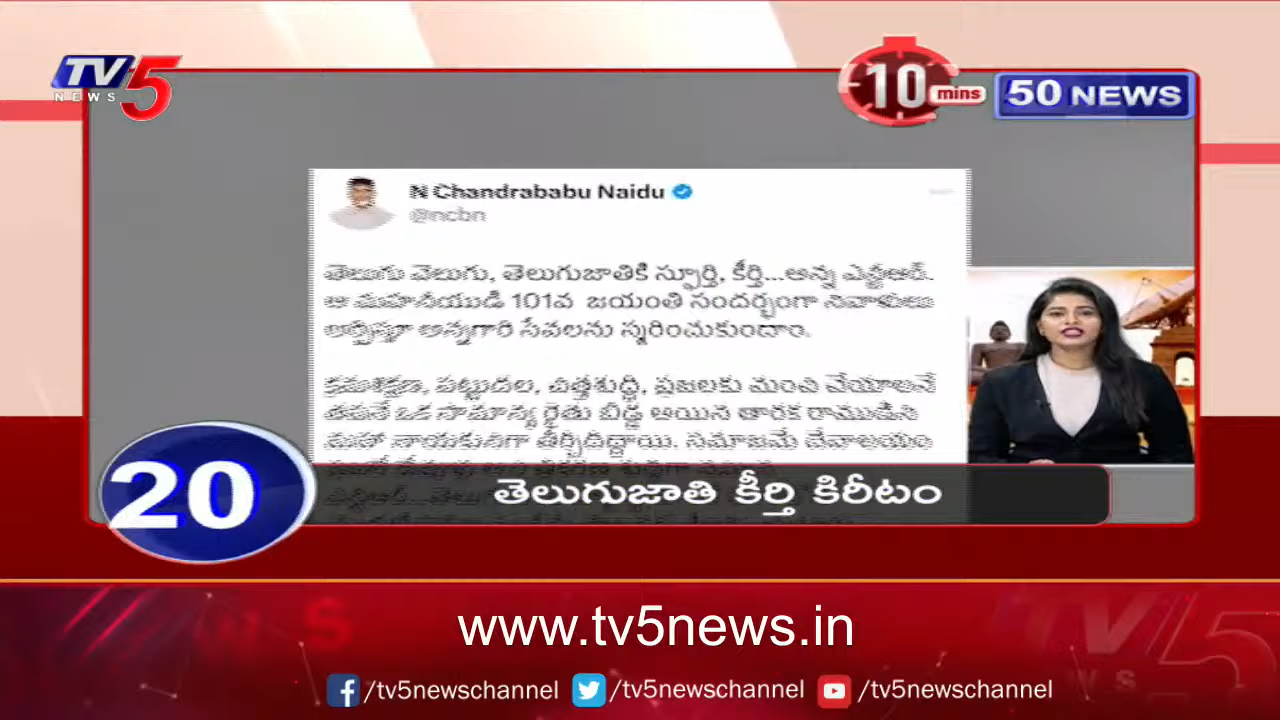 TV5
NEWS
10 mins
50 NEWS
N Chandrababu Naidu
@ncbn
తెలుగు వెలుగు, తెలుగుజాతికి స్ఫూర్తి, కీర్తి...అన్న ఎన్టీఆర్.
ఆ మహనీయుడి 101వ జయంతి సందర్భంగా నివాళులు
అర్పిస్తూ అన్నగారి సేవలను స్మరించుకుందాం.
క్రమశిక్షణ, పట్టుదల, చిత్తశుద్ధి, ప్రజలకు మంచి చేయాలనే
తపనే ఒక సామాన్య రైతు బిడ్డ అయిన తారక రాముడిని
మహా నాయకునిగా తీర్చిదిద్దాయి. సమాజమే దేవాలయం
20
తెలుగుజాతి కీర్తి కిరీటం
www.tv5news.in
/tv5newschannel
/tv5newschannel
/tv5newschannel